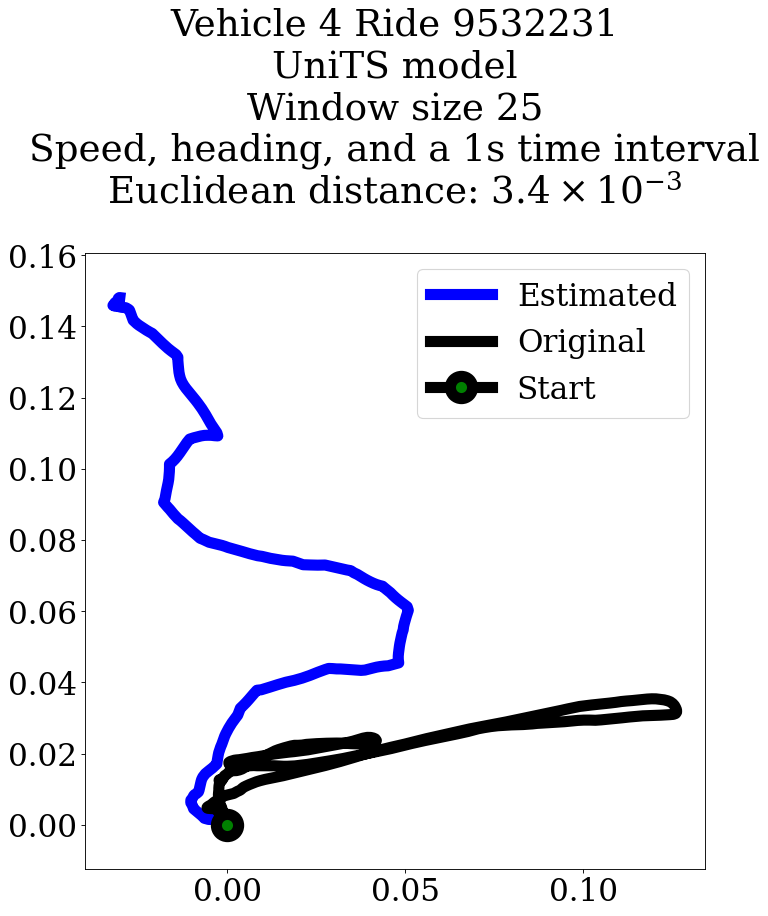 Vehicle 4 Ride 9532231
UniTS model
Window size 25
Speed, heading, and a 1s time interval
Euclidean distance: 3.4 × 10⁻³
0.16
0.14
0.12
0.10
0.08
0.06
0.04
0.02
0.00
Estimated
Original
Start
0.00 0.05 0.10